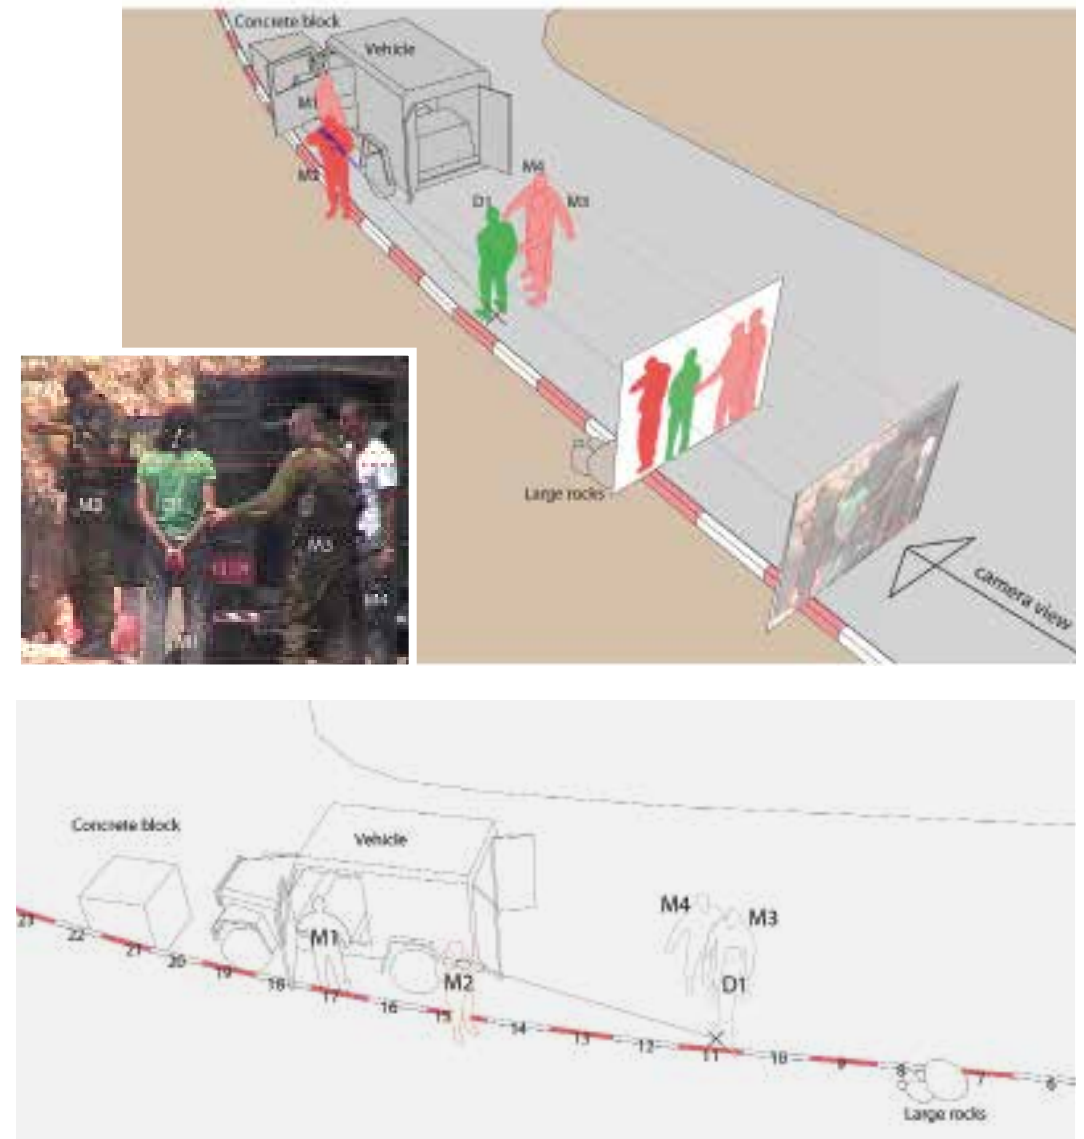 Concrete block
Vehicle
M1
M2
M4
D1
M3
Large rocks
camera view
M2
D1
M3
M4
M1
Concrete block
Vehicle
M4
M3
M1
M2
D1
23
22
21
20
19
18
17
16
15
14
13
12
11
10
9
8
7
6
Large rocks